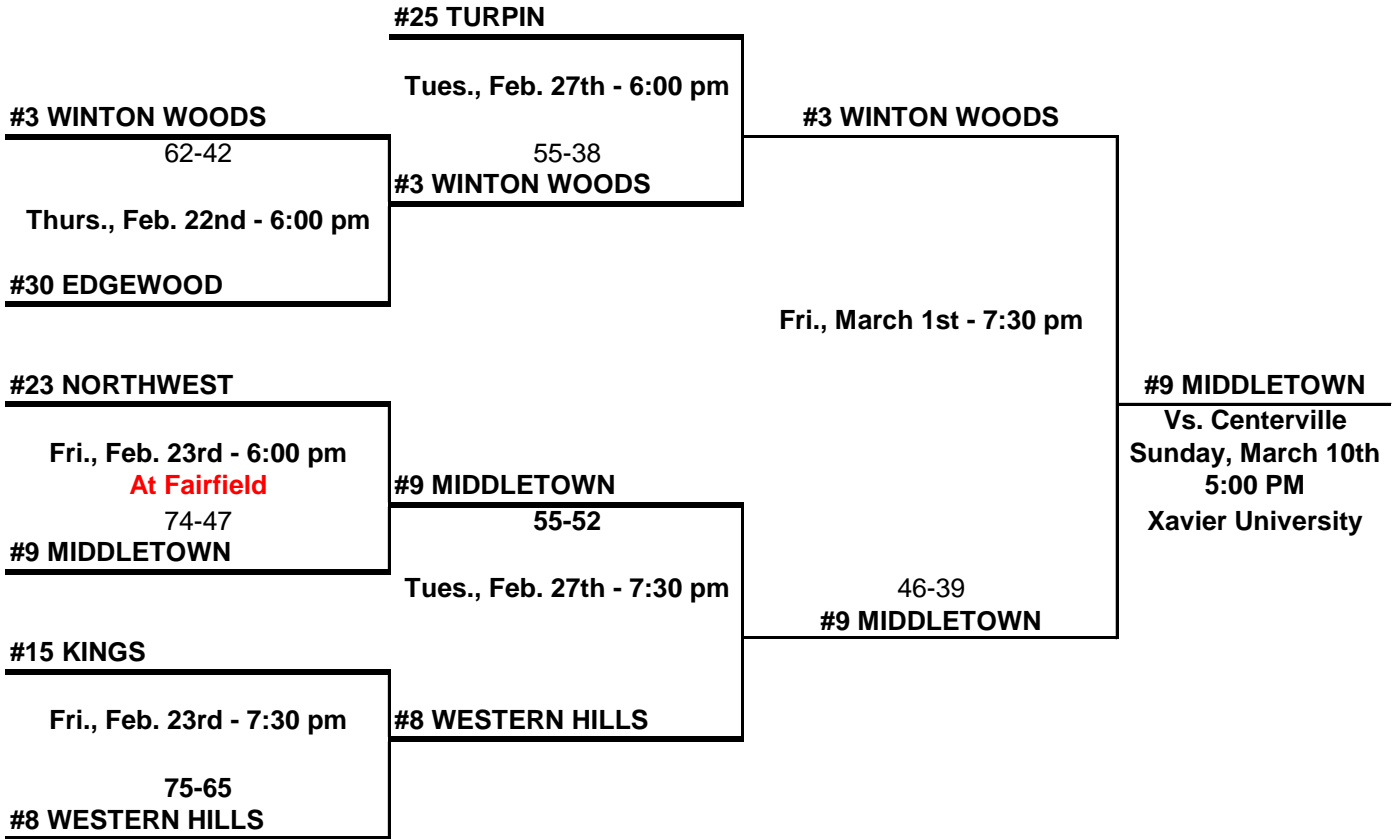 #25 TURPIN
Tues., Feb. 27th - 6:00 pm
#3 WINTON WOODS
#3 WINTON WOODS
62-42
55-38
#3 WINTON WOODS
Thurs., Feb. 22nd - 6:00 pm
#30 EDGEWOOD
Fri., March 1st - 7:30 pm
#23 NORTHWEST
#9 MIDDLETOWN
Vs. Centerville
Sunday, March 10th
5:00 PM
Xavier University
Fri., Feb. 23rd - 6:00 pm
At Fairfield
#9 MIDDLETOWN
74-47
55-52
#9 MIDDLETOWN
Tues., Feb. 27th - 7:30 pm
46-39
#9 MIDDLETOWN
#15 KINGS
Fri., Feb. 23rd - 7:30 pm
#8 WESTERN HILLS
75-65
#8 WESTERN HILLS